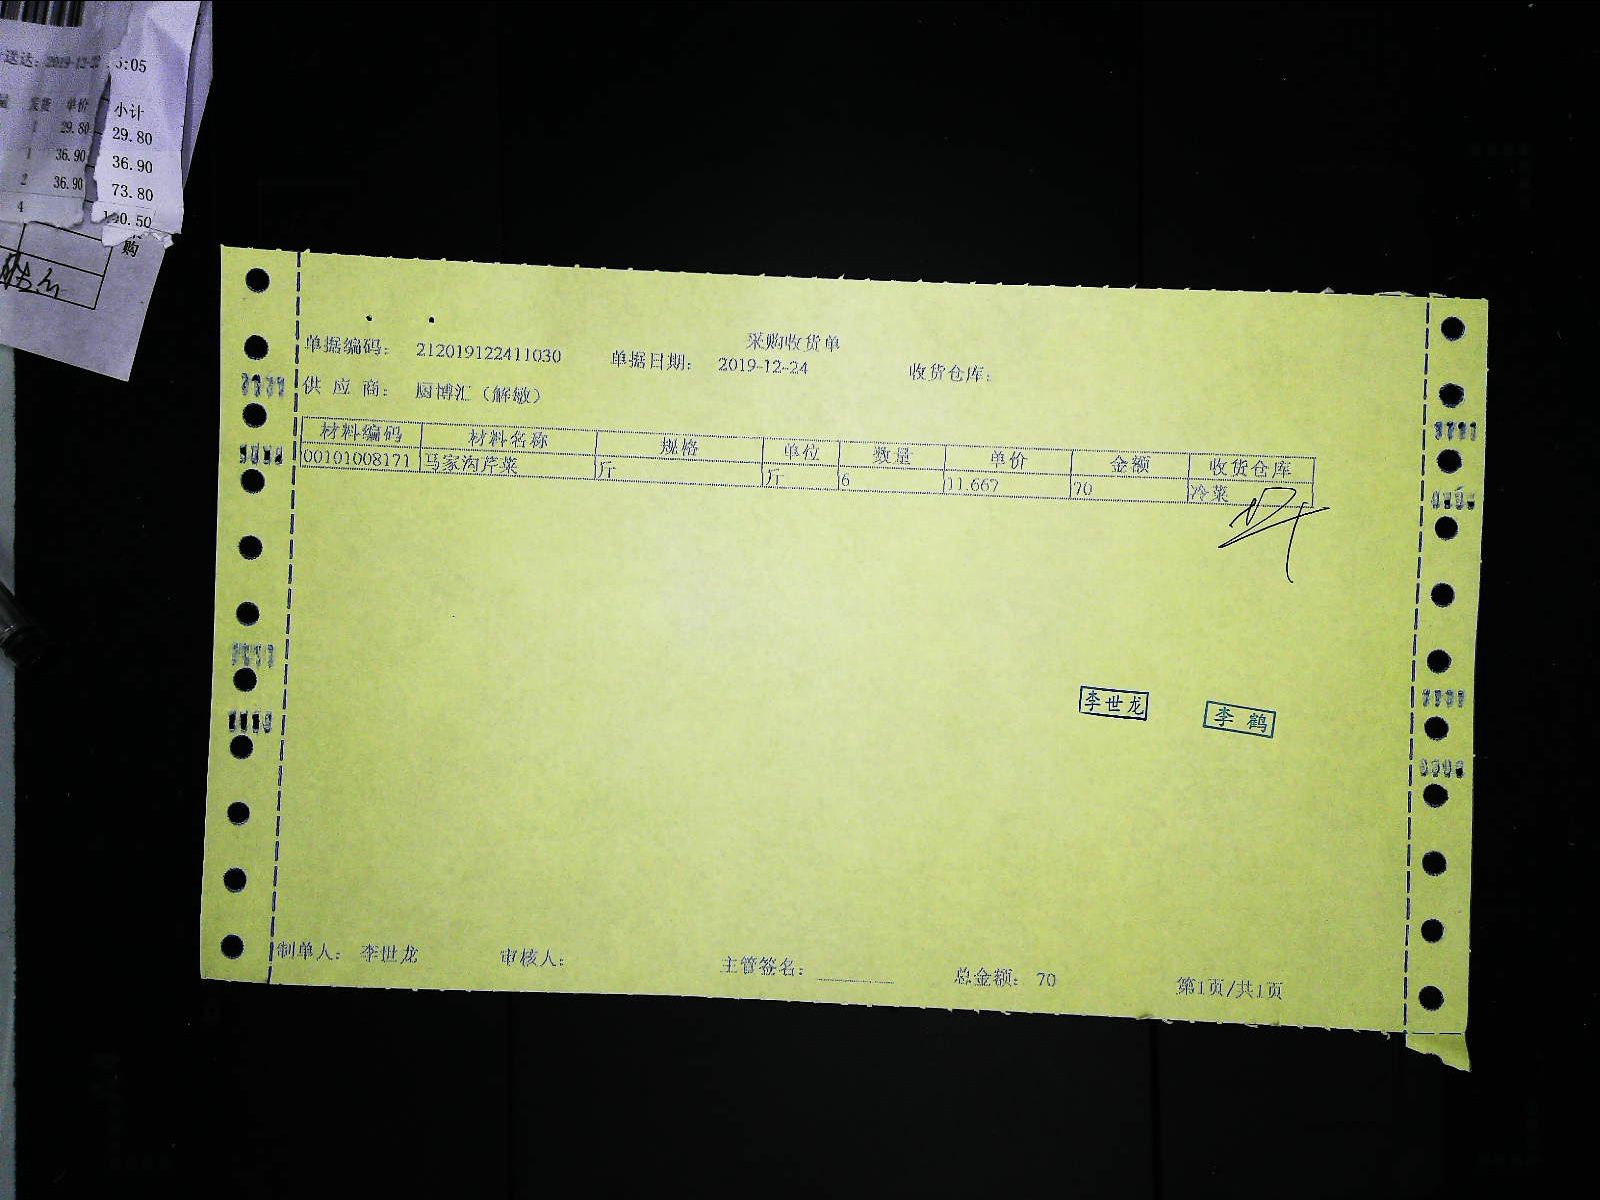 送达：2019-12-2
5:05
单价
小计
1 29.80 29.80
1 36.90 36.90
2 36.90 73.80
4
购
采购收货单
单据编码： 212019122411030 单据日期： 2019-12-24 收货仓库：
供 应 商： 厨博汇（解敏）
材料编码 材料名称 规格 单位 数量 单价 金额 收货仓库
00101008171 马家沟芹菜 斤 斤 6 11.667 70 冷菜
李世龙 李鹤
制单人： 李世龙 审核人： 主管签名： 总金额： 70 第1页/共1页